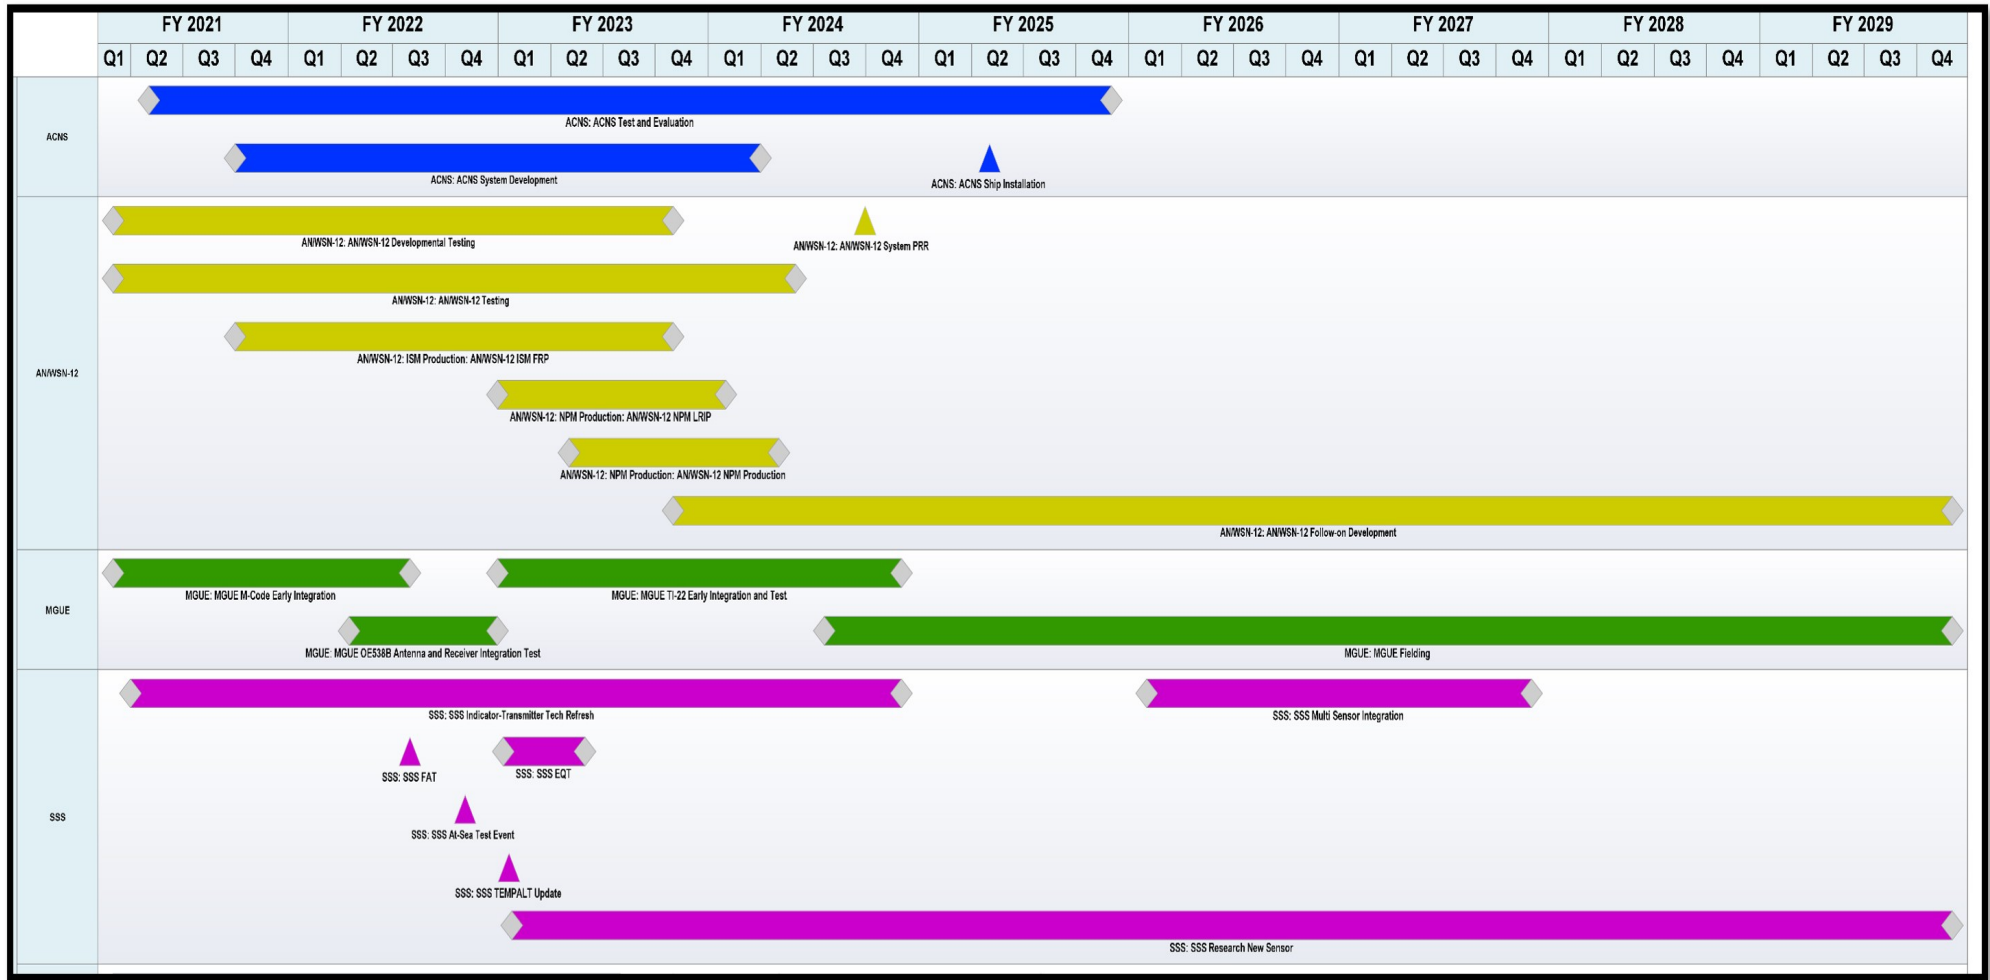 FY 2021 FY 2022 FY 2023 FY 2024 FY 2025 FY 2026 FY 2027 FY 2028 FY 2029
Q1 Q2 Q3 Q4 Q1 Q2 Q3 Q4 Q1 Q2 Q3 Q4 Q1 Q2 Q3 Q4 Q1 Q2 Q3 Q4 Q1 Q2 Q3 Q4 Q1 Q2 Q3 Q4 Q1 Q2 Q3 Q4 Q1 Q2 Q3 Q4
ACNS
ACNS: ACNS Test and Evaluation
ACNS: ACNS System Development
ACNS: ACNS Ship Installation
AN/WSN-12
AN/WSN-12: AN/WSN-12 Developmental Testing
AN/WSN-12: AN/WSN-12 System PRR
AN/WSN-12: AN/WSN-12 Testing
AN/WSN-12: ISM Production: AN/WSN-12 ISM FRP
AN/WSN-12: NPM Production: AN/WSN-12 NPM LRIP
AN/WSN-12: NPM Production: AN/WSN-12 NPM Production
AN/WSN-12: AN/WSN-12 Follow-on Development
MGUE
MGUE: MGUE M-Code Early Integration
MGUE: MGUE TI-22 Early Integration and Test
MGUE: MGUE OE538B Antenna and Receiver Integration Test
MGUE: MGUE Fielding
SSS
SSS: SSS Indicator-Transmitter Tech Refresh
SSS: SSS Multi Sensor Integration
SSS: SSS FAT
SSS: SSS EQT
SSS: SSS At-Sea Test Event
SSS: SSS TEMPALT Update
SSS: SSS Research New Sensor